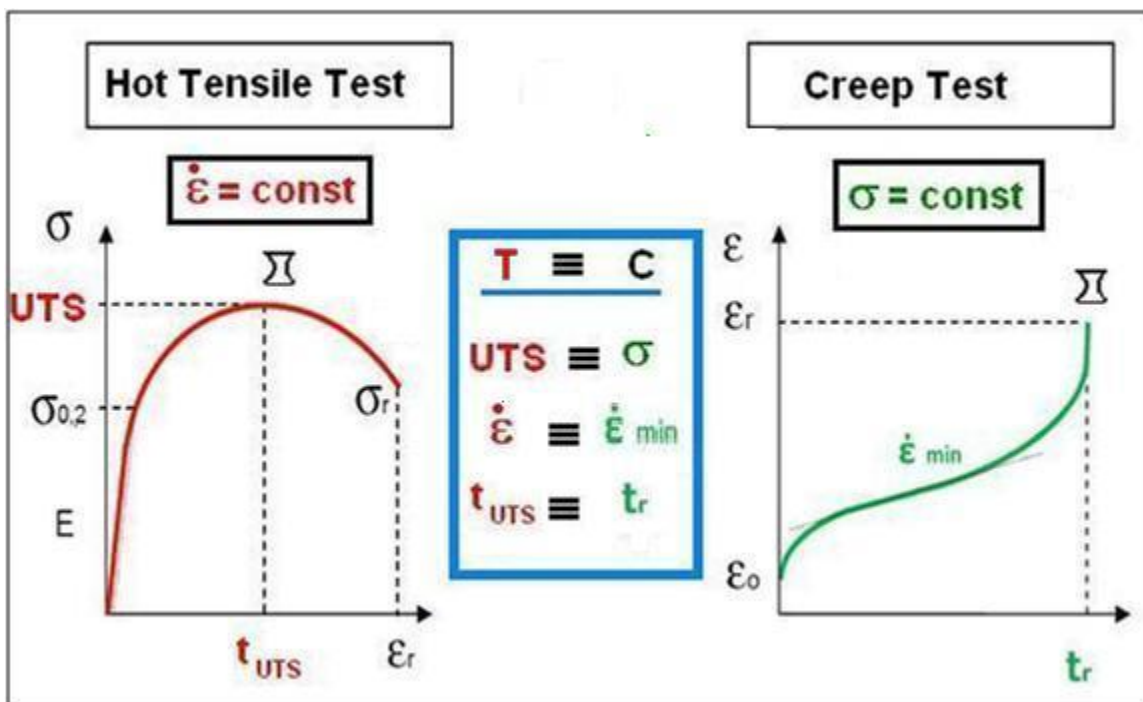 Hot Tensile Test
Creep Test
ε̇ = const
σ = const
σ
UTS
σ0,2
E
σr
tUTS
εr
T ≡ C
UTS ≡ σ
ε̇ ≡ ε̇ min
tUTS ≡ tr
ε
εr
ε̇ min
εo
tr